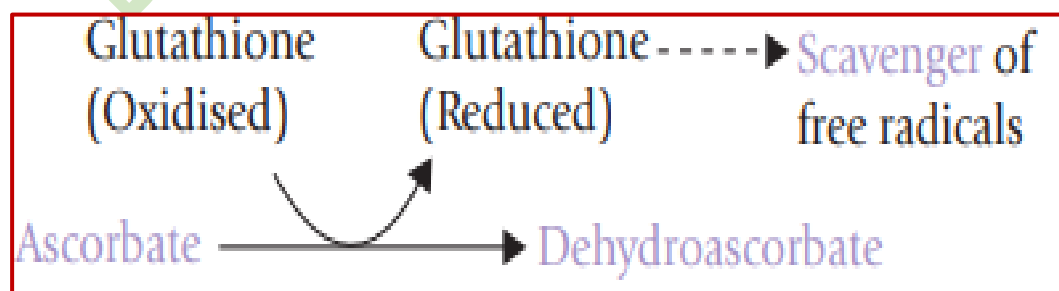 Glutathione (Oxidised)
Glutathione (Reduced)
Scavenger of free radicals
Ascorbate
Dehydroascorbate